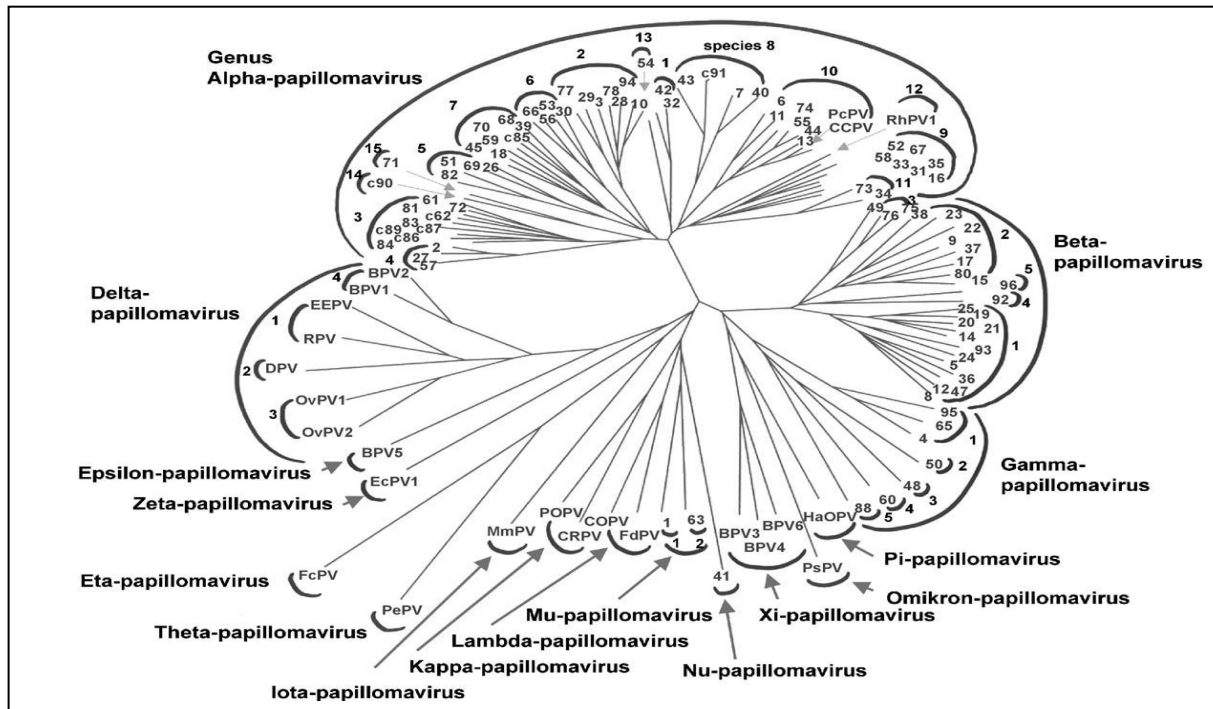 Genus
Alpha-papillomavirus
13
54
2
1
species 8
94
42
43
c91
77
78
29
3
28
10
32
7
40
6
66
53
56
30
10
6
74
11
55
44
13
PcPV
CCPV
12
RhPV1
7
70
68
39
59
c85
45
18
9
52
67
58
33
35
31
16
5
51
69
26
82
15
71
14
c90
11
73
34
3
61
81
72
83
c62
c89
c87
c86
84
4
2
27
57
3
49
75
76
38
Beta-
papillomavirus
2
23
22
9
37
17
80
15
5
96
4
92
1
25
19
20
21
14
93
24
5
36
12
47
8
Delta-
papillomavirus
4
BPV2
BPV1
1
EEPV
RPV
2
DPV
3
OvPV1
OvPV2
Gamma-
papillomavirus
95
65
4
1
50
2
48
3
60
4
88
5
Epsilon-papillomavirus
BPV5
Zeta-papillomavirus
EcPV1
Eta-papillomavirus
FcPV
Theta-papillomavirus
PePV
Iota-papillomavirus
MmPV
Kappa-papillomavirus
POPV
CRPV
Lambda-papillomavirus
COPV
FdPV
Mu-papillomavirus
1
63
1
2
Nu-papillomavirus
41
Xi-papillomavirus
BPV3
BPV4
BPV6
Omikron-papillomavirus
PsPV
Pi-papillomavirus
HaOPV